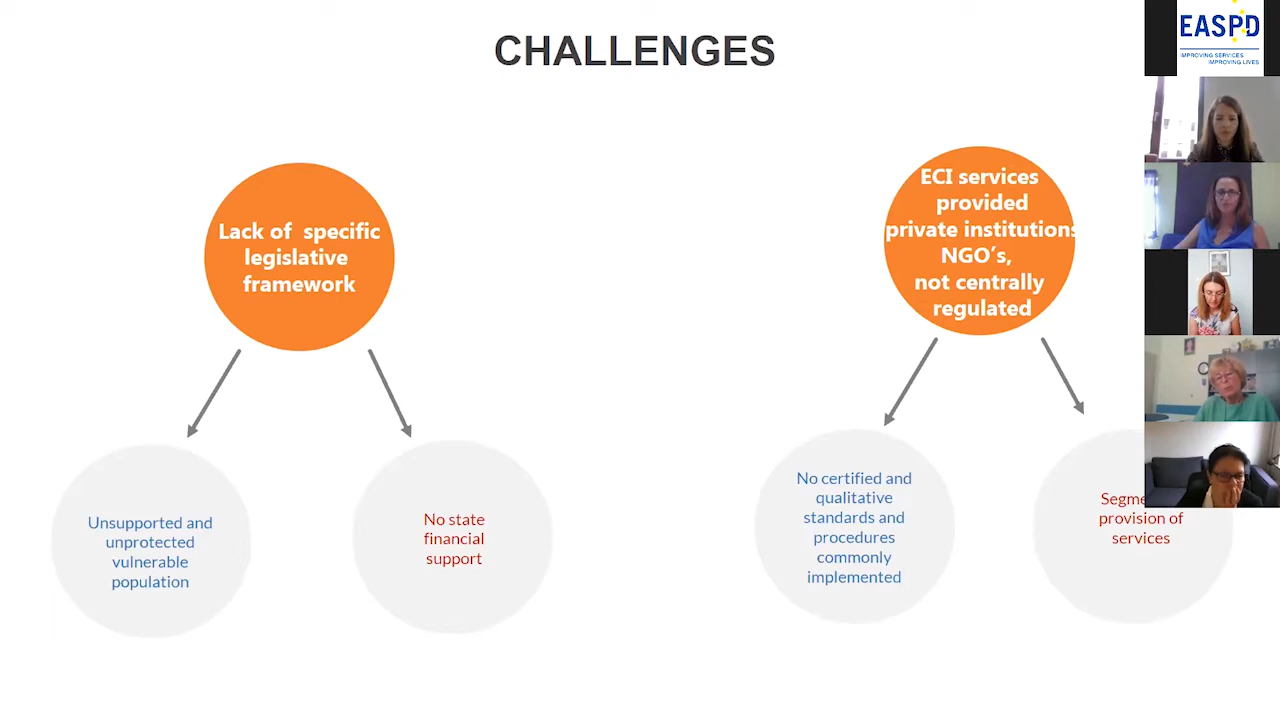 CHALLENGES
EASPD
IMPROVING SERVICES
IMPROVING LIVES
Lack of specific
legislative
framework
ECI services
provided
private institutions
NGO´s,
not centrally
regulated
Unsupported and
unprotected
vulnerable
population
No state
financial
support
No certified and
qualitative
standards and
procedures
commonly
implemented
provision of
services